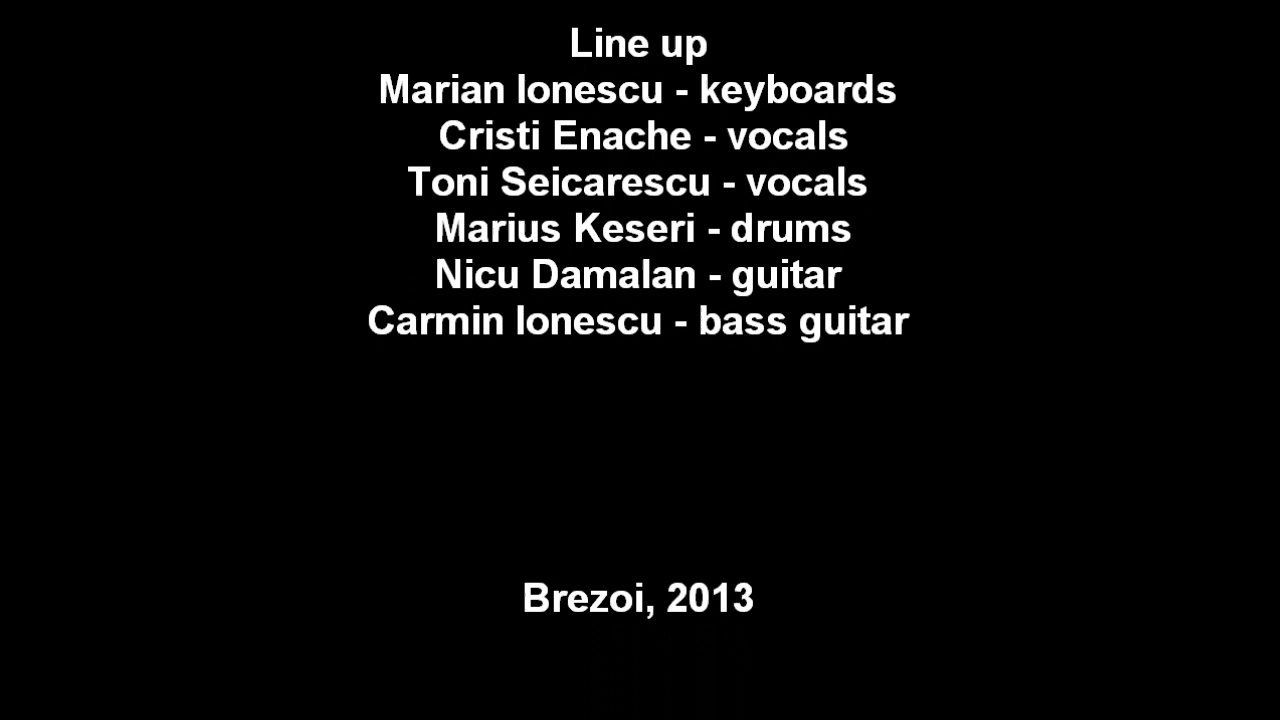 Line up
Marian Ionescu - keyboards
Cristi Enache - vocals
Toni Seicarescu - vocals
Marius Keseri - drums
Nicu Damalan - guitar
Carmin Ionescu - bass guitar
Brezoi, 2013